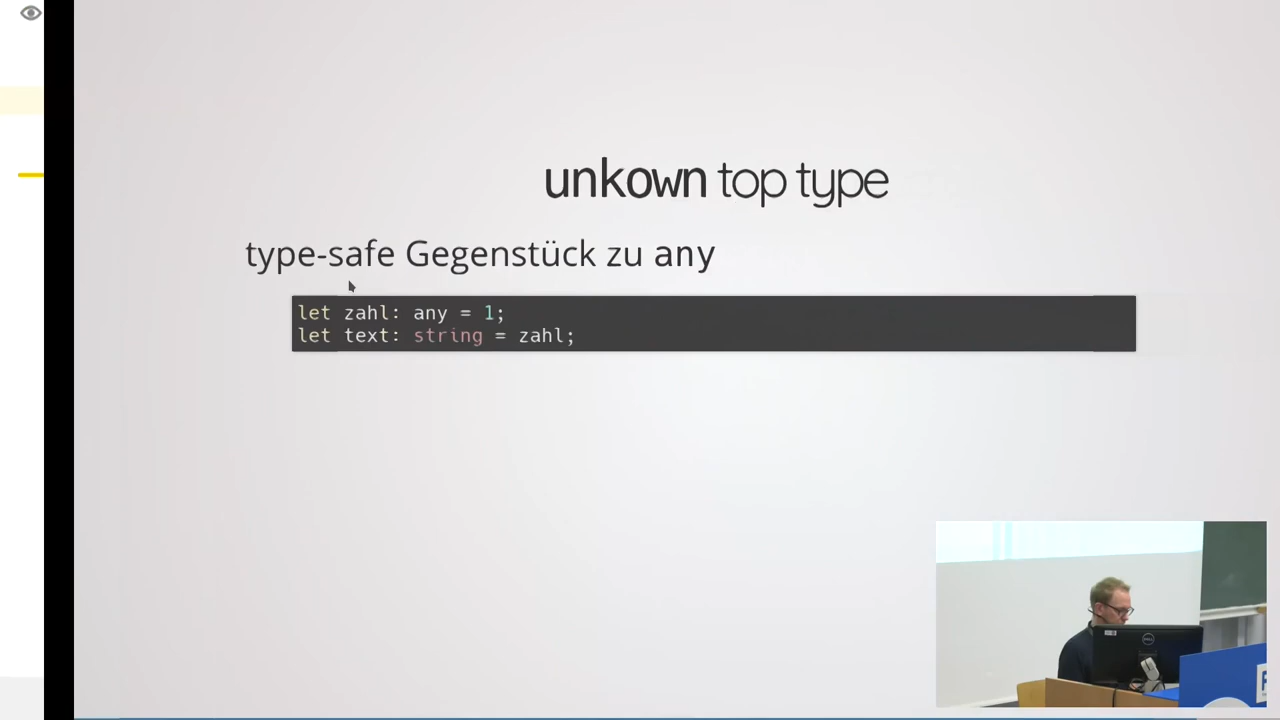 unkown top type
type-safe Gegenstück zu any
let zahl: any = 1;
let text: string = zahl;